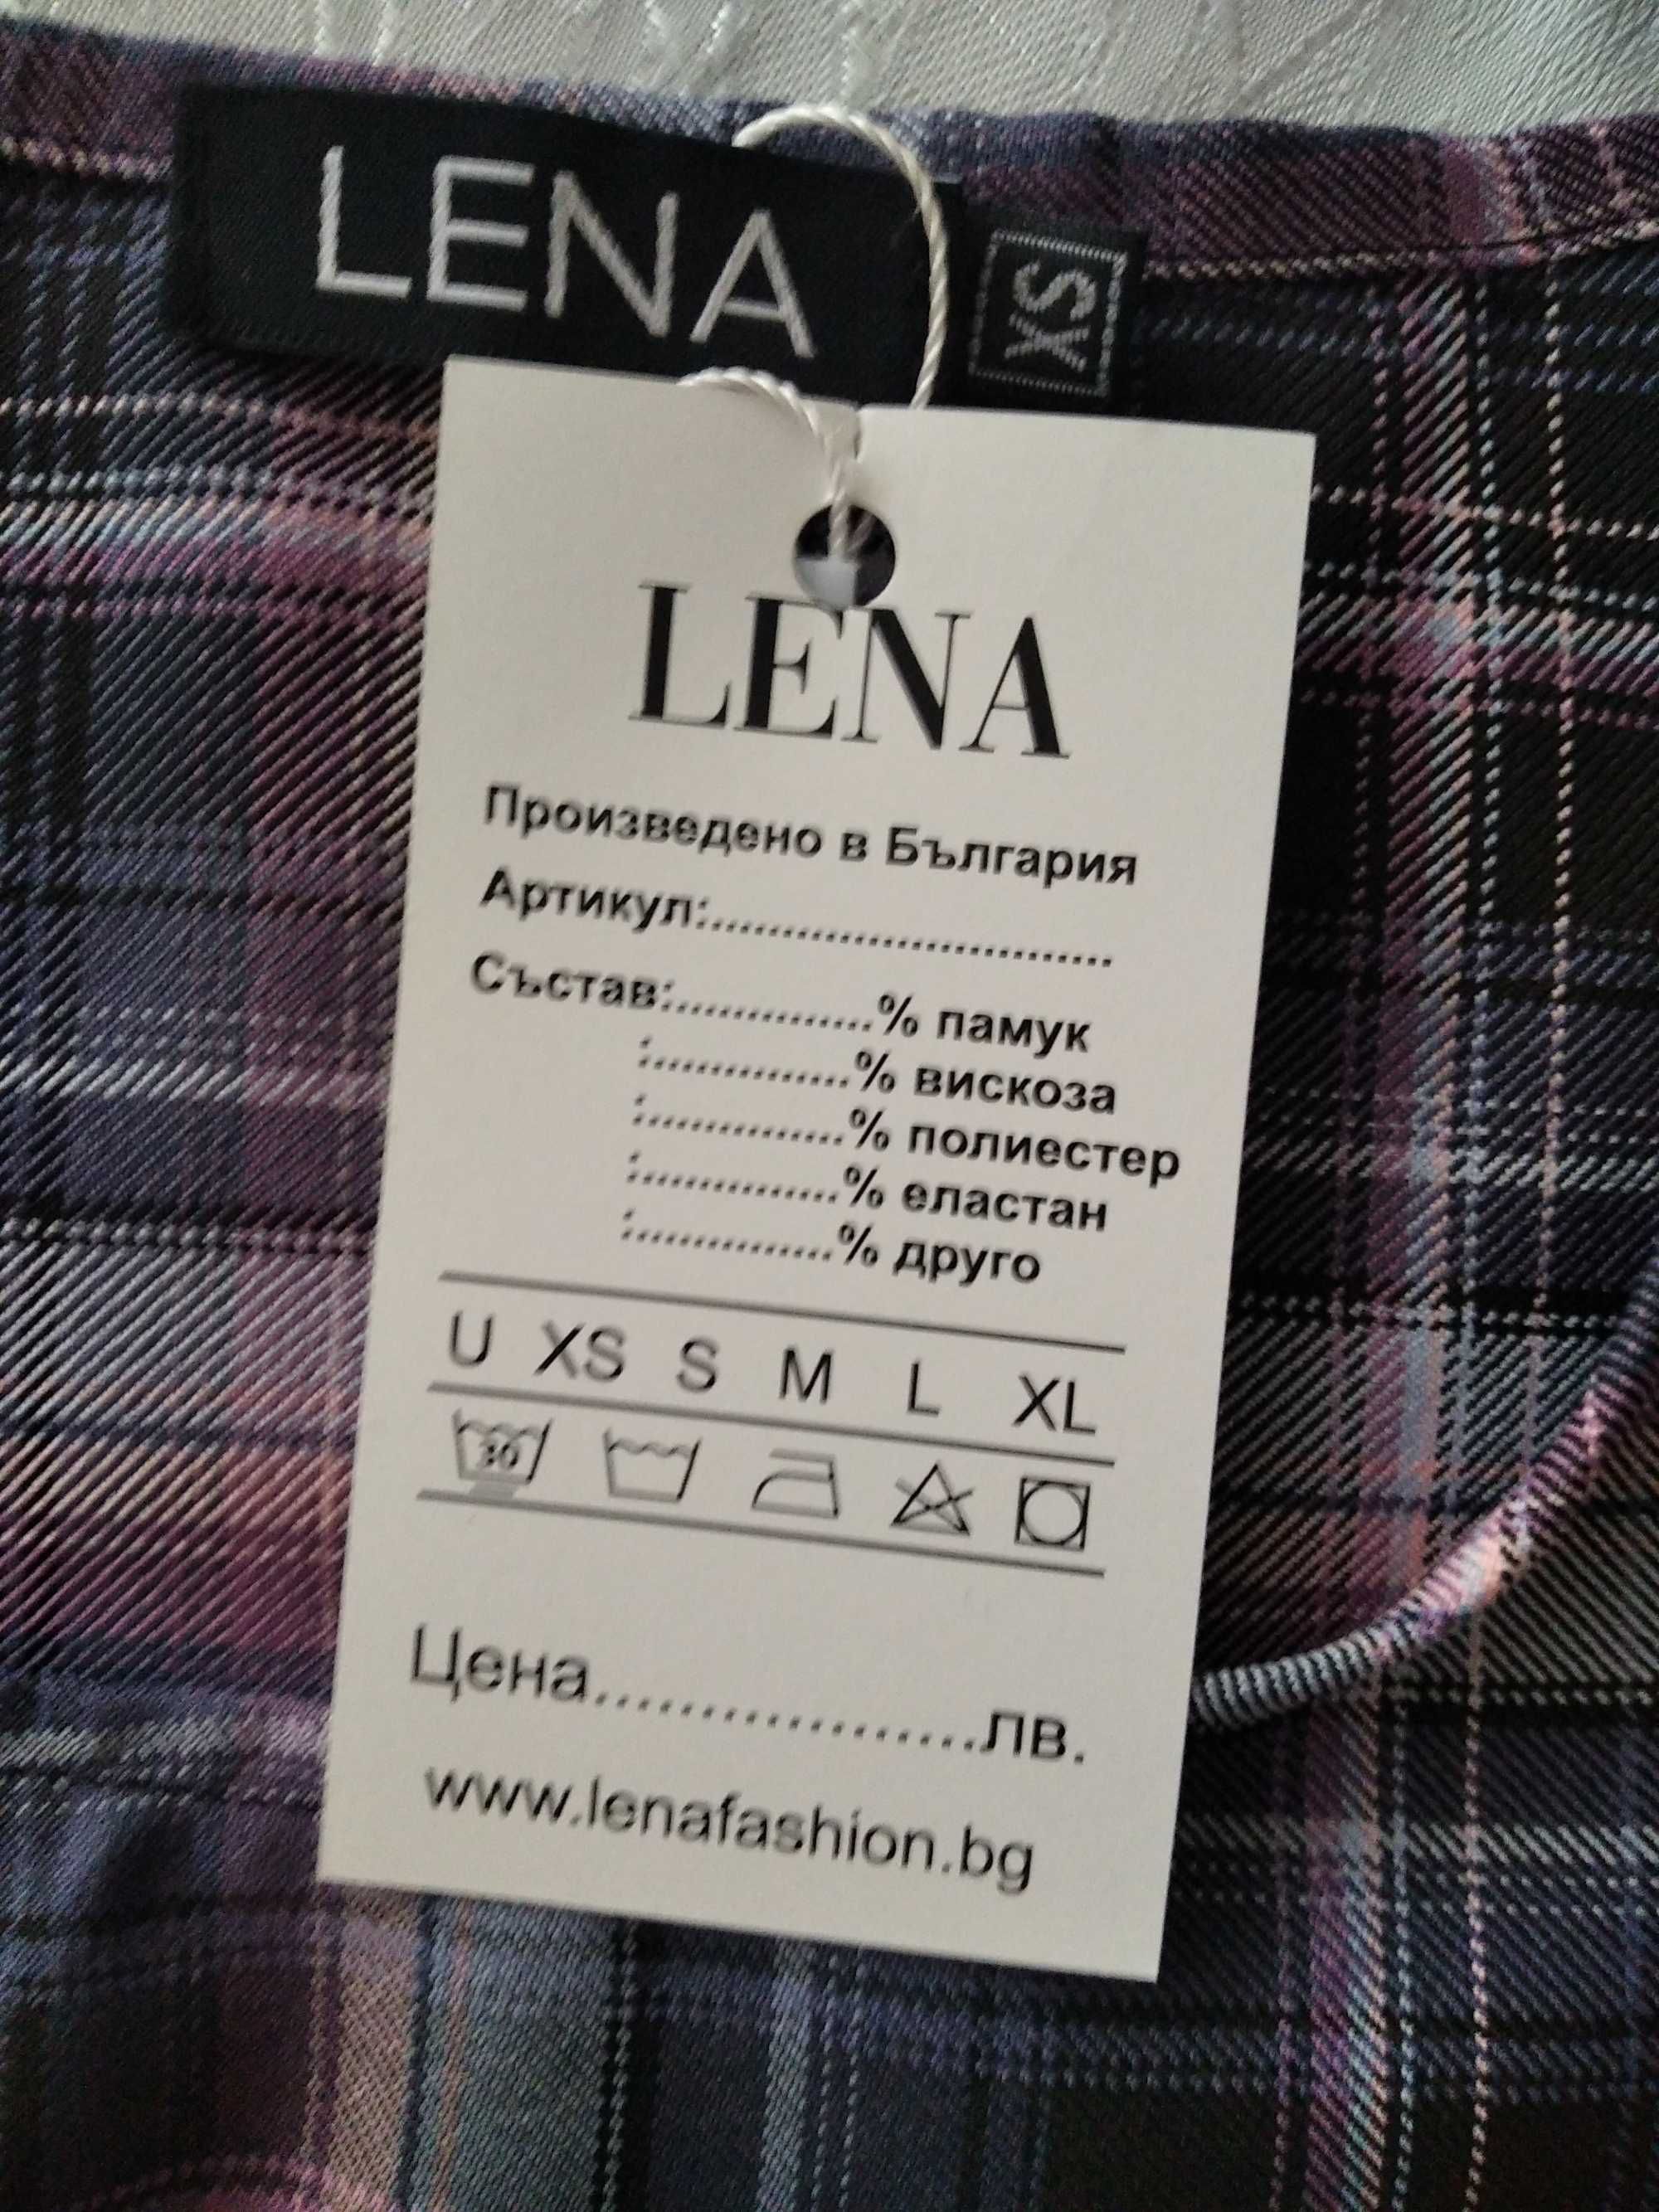 LENA
XS
LENA
Произведено в България
Артикул:..............................
Състав:...............% памук
:...............% вискоза
:...............% полиестер
:...............% еластан
:...............% друго
U XS S M L XL
30
Цена...................лв.
www.lenafashion.bg